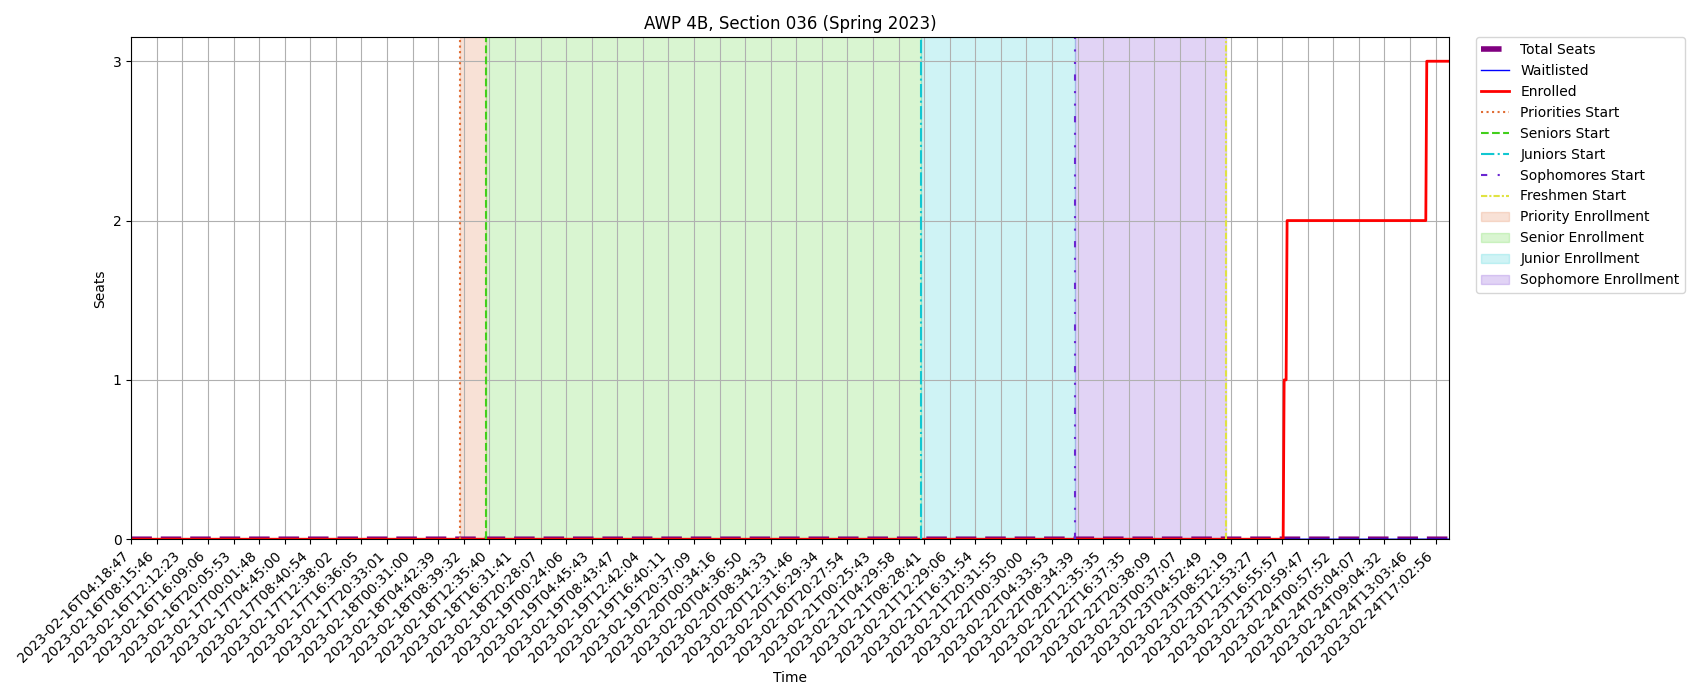 AWP 4B, Section 036 (Spring 2023)
3
2
1
0
Seats
2023-02-16T04:18:47
2023-02-16T08:15:46
2023-02-16T12:12:23
2023-02-16T16:09:06
2023-02-16T20:05:53
2023-02-17T00:01:48
2023-02-17T04:45:00
2023-02-17T08:40:54
2023-02-17T12:38:02
2023-02-17T16:36:05
2023-02-17T20:33:01
2023-02-18T00:31:00
2023-02-18T04:42:39
2023-02-18T08:39:32
2023-02-18T12:35:40
2023-02-18T16:31:41
2023-02-18T20:28:07
2023-02-19T00:24:06
2023-02-19T04:45:43
2023-02-19T08:43:47
2023-02-19T12:42:04
2023-02-19T16:40:11
2023-02-19T20:37:09
2023-02-20T00:34:16
2023-02-20T04:36:50
2023-02-20T08:34:33
2023-02-20T12:31:46
2023-02-20T16:29:34
2023-02-20T20:27:54
2023-02-21T00:25:43
2023-02-21T04:29:58
2023-02-21T08:28:41
2023-02-21T12:29:06
2023-02-21T16:31:54
2023-02-21T20:31:55
2023-02-22T00:30:00
2023-02-22T04:33:53
2023-02-22T08:34:39
2023-02-22T12:35:35
2023-02-22T16:37:35
2023-02-22T20:38:09
2023-02-23T00:37:07
2023-02-23T04:52:49
2023-02-23T08:52:19
2023-02-23T12:53:27
2023-02-23T16:55:57
2023-02-23T20:59:47
2023-02-24T00:57:52
2023-02-24T05:04:07
2023-02-24T09:04:32
2023-02-24T13:03:46
2023-02-24T17:02:56
Time
Total Seats
Waitlisted
Enrolled
Priorities Start
Seniors Start
Juniors Start
Sophomores Start
Freshmen Start
Priority Enrollment
Senior Enrollment
Junior Enrollment
Sophomore Enrollment